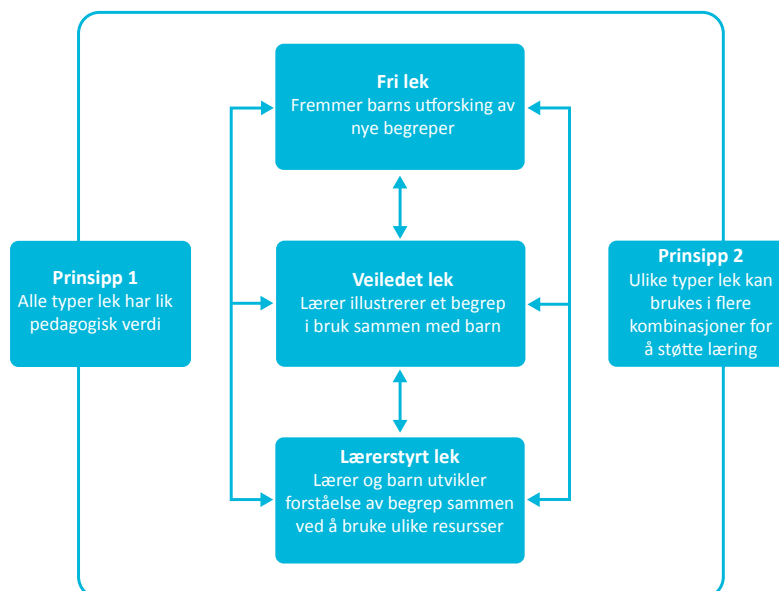 Fri lek
Fremmer barns utforsking av
nye begreper
Prinsipp 1
Alle typer lek har lik
pedagogisk verdi
Veiledet lek
Lærer illustrerer et begrep
i bruk sammen med barn
Prinsipp 2
Ulike typer lek kan
brukes i flere
kombinasjoner for
å støtte læring
Lærerstyrt lek
Lærer og barn utvikler
forståelse av begrep sammen
ved å bruke ulike resursser